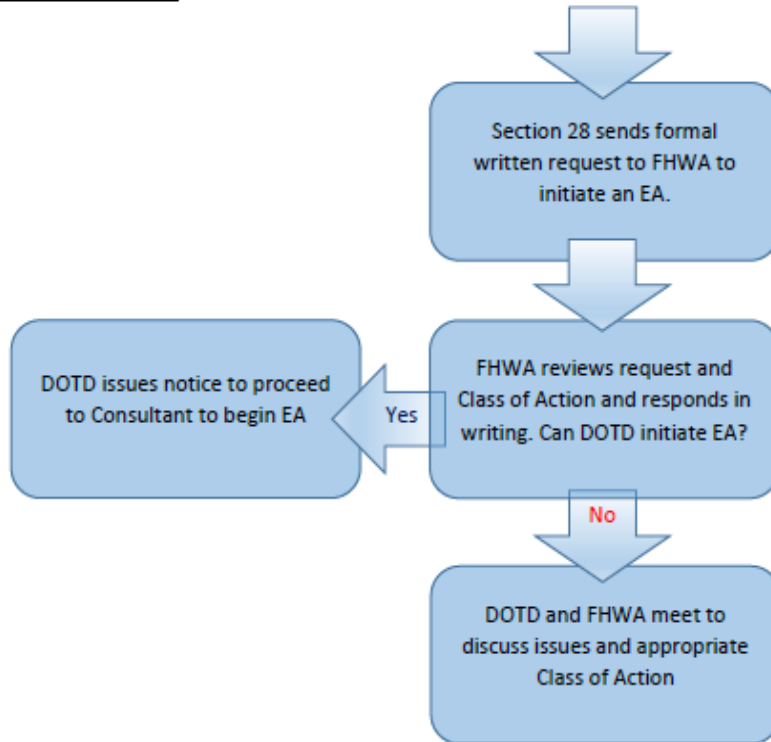 Section 28 sends formal
written request to FHWA to
initiate an EA.
FHWA reviews request and
Class of Action and responds in
writing. Can DOTD initiate EA?
Yes
DOTD issues notice to proceed
to Consultant to begin EA
No
DOTD and FHWA meet to
discuss issues and appropriate
Class of Action